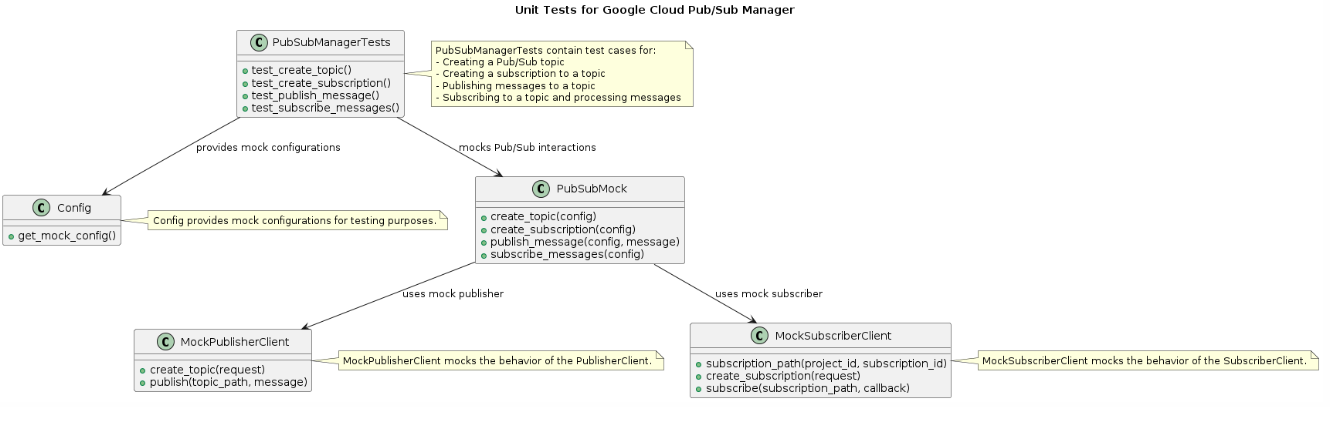 Unit Tests for Google Cloud Pub/Sub Manager
C PubSubManagerTests
test_create_topic()
test_create_subscription()
test_publish_message()
test_subscribe_messages()
PubSubManagerTests contain test cases for:
- Creating a Pub/Sub topic
- Creating a subscription to a topic
- Publishing messages to a topic
- Subscribing to a topic and processing messages
provides mock configurations
mocks Pub/Sub interactions
C Config
get_mock_config()
Config provides mock configurations for testing purposes.
C PubSubMock
create_topic(config)
create_subscription(config)
publish_message(config, message)
subscribe_messages(config)
uses mock publisher
uses mock subscriber
C MockPublisherClient
create_topic(request)
publish(topic_path, message)
MockPublisherClient mocks the behavior of the PublisherClient.
C MockSubscriberClient
subscription_path(project_id, subscription_id)
create_subscription(request)
subscribe(subscription_path, callback)
MockSubscriberClient mocks the behavior of the SubscriberClient.